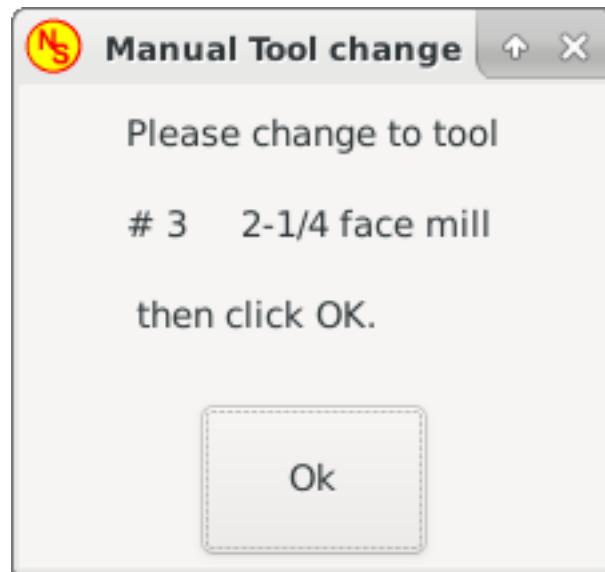 NS Manual Tool change
Please change to tool
# 3 2-1/4 face mill
then click OK.
Ok